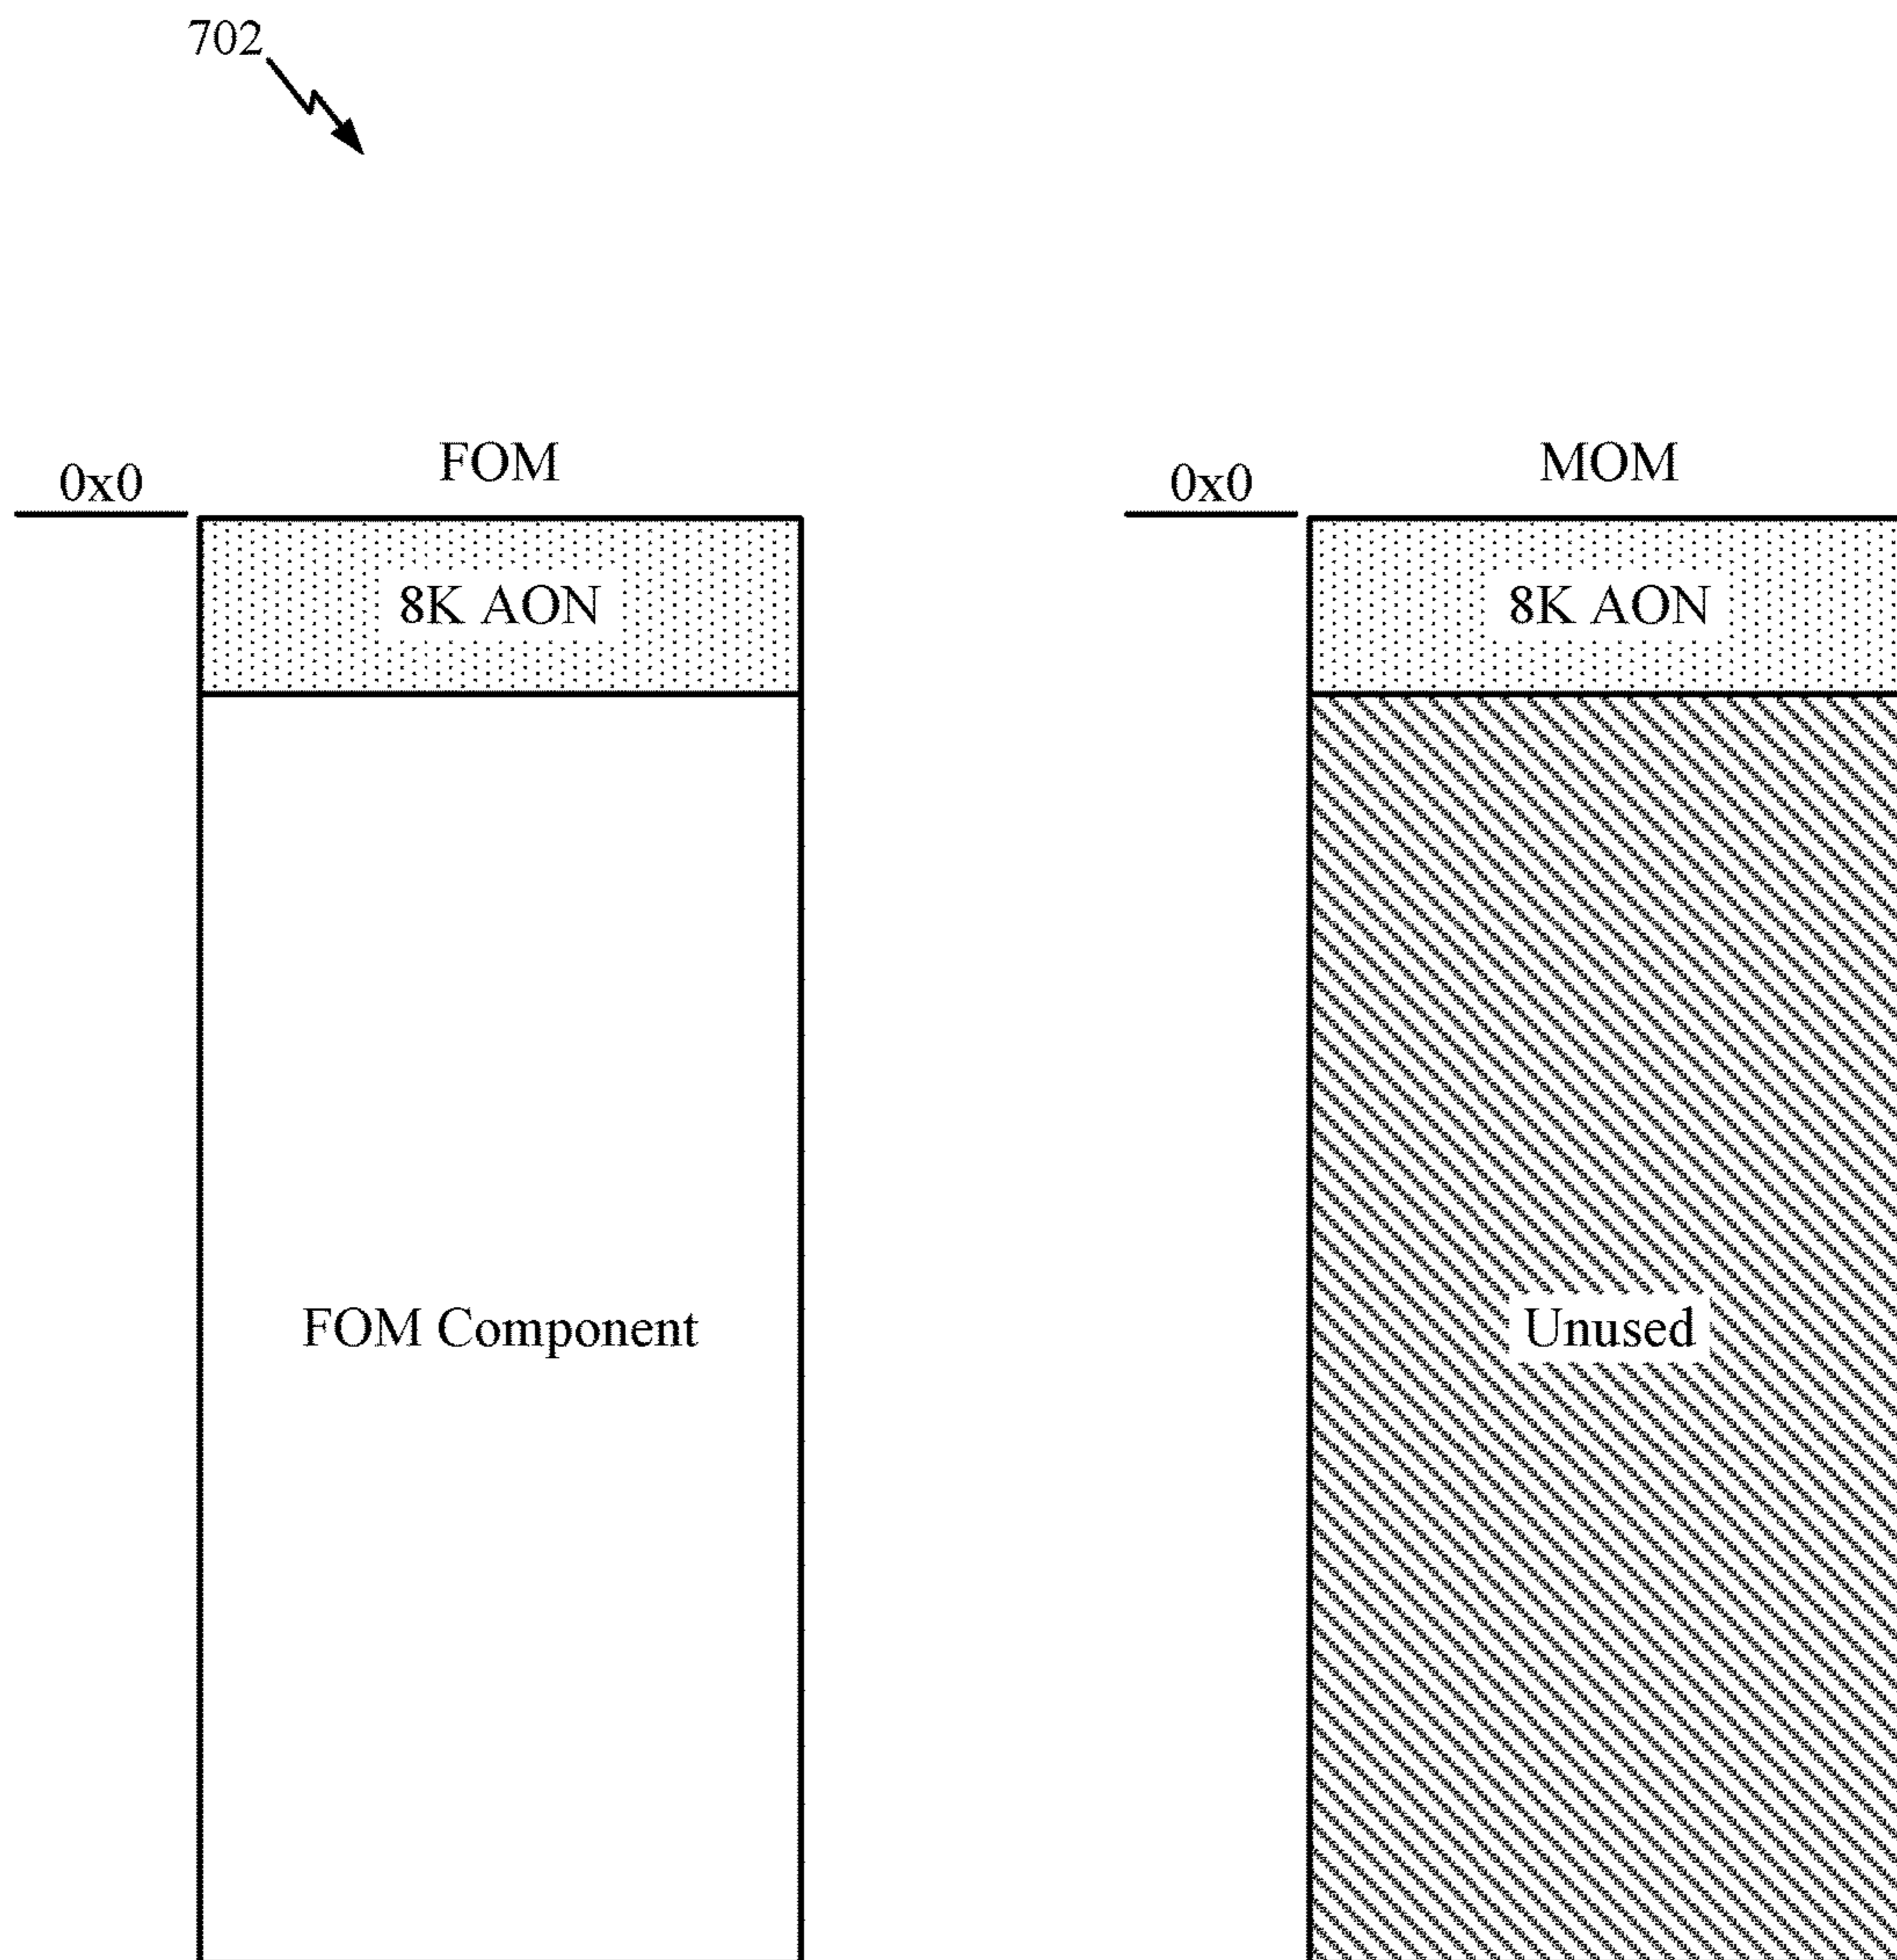 702
FOM
0x0
8K AON
FOM Component
MOM
0x0
8K AON
Unused